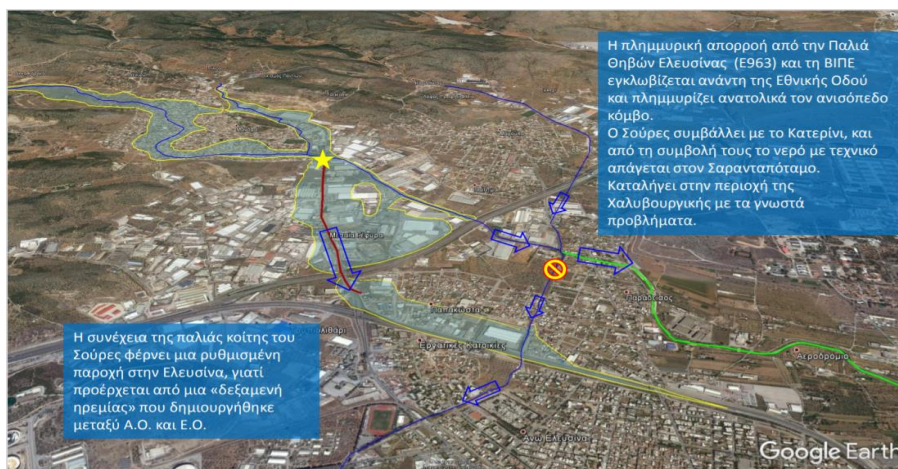 Η πλημμυρική απορροή από την Παλιά
Θηβών Ελευσίνας (Ε963) και τη ΒΙΠΕ
εγκλωβίζεται ανάντη της Εθνικής Οδού
και πλημμυρίζει ανατολικά τον ανισόπεδο
κόμβο.
Ο Σούρες συμβάλλει με το Κατερίνι, και
από τη συμβολή τους το νερό με τεχνικό
απάγεται στον Σαρανταπόταμο.
Καταλήγει στην περιοχή της
Χαλυβουργικής με τα γνωστά
προβλήματα.
Παράδεισος
Αεροδρόμιο
Εργατικές Κατοικίες
Η συνέχεια της παλιάς κοίτης του
Σούρες φέρνει μια ρυθμισμένη
παροχή στην Ελευσίνα, γιατί
προέρχεται από μια «δεξαμενή
ηρεμίας» που δημιουργήθηκε
μεταξύ Α.Ο. και Ε.Ο.
Άνω Ελευσίνα
Google Earth